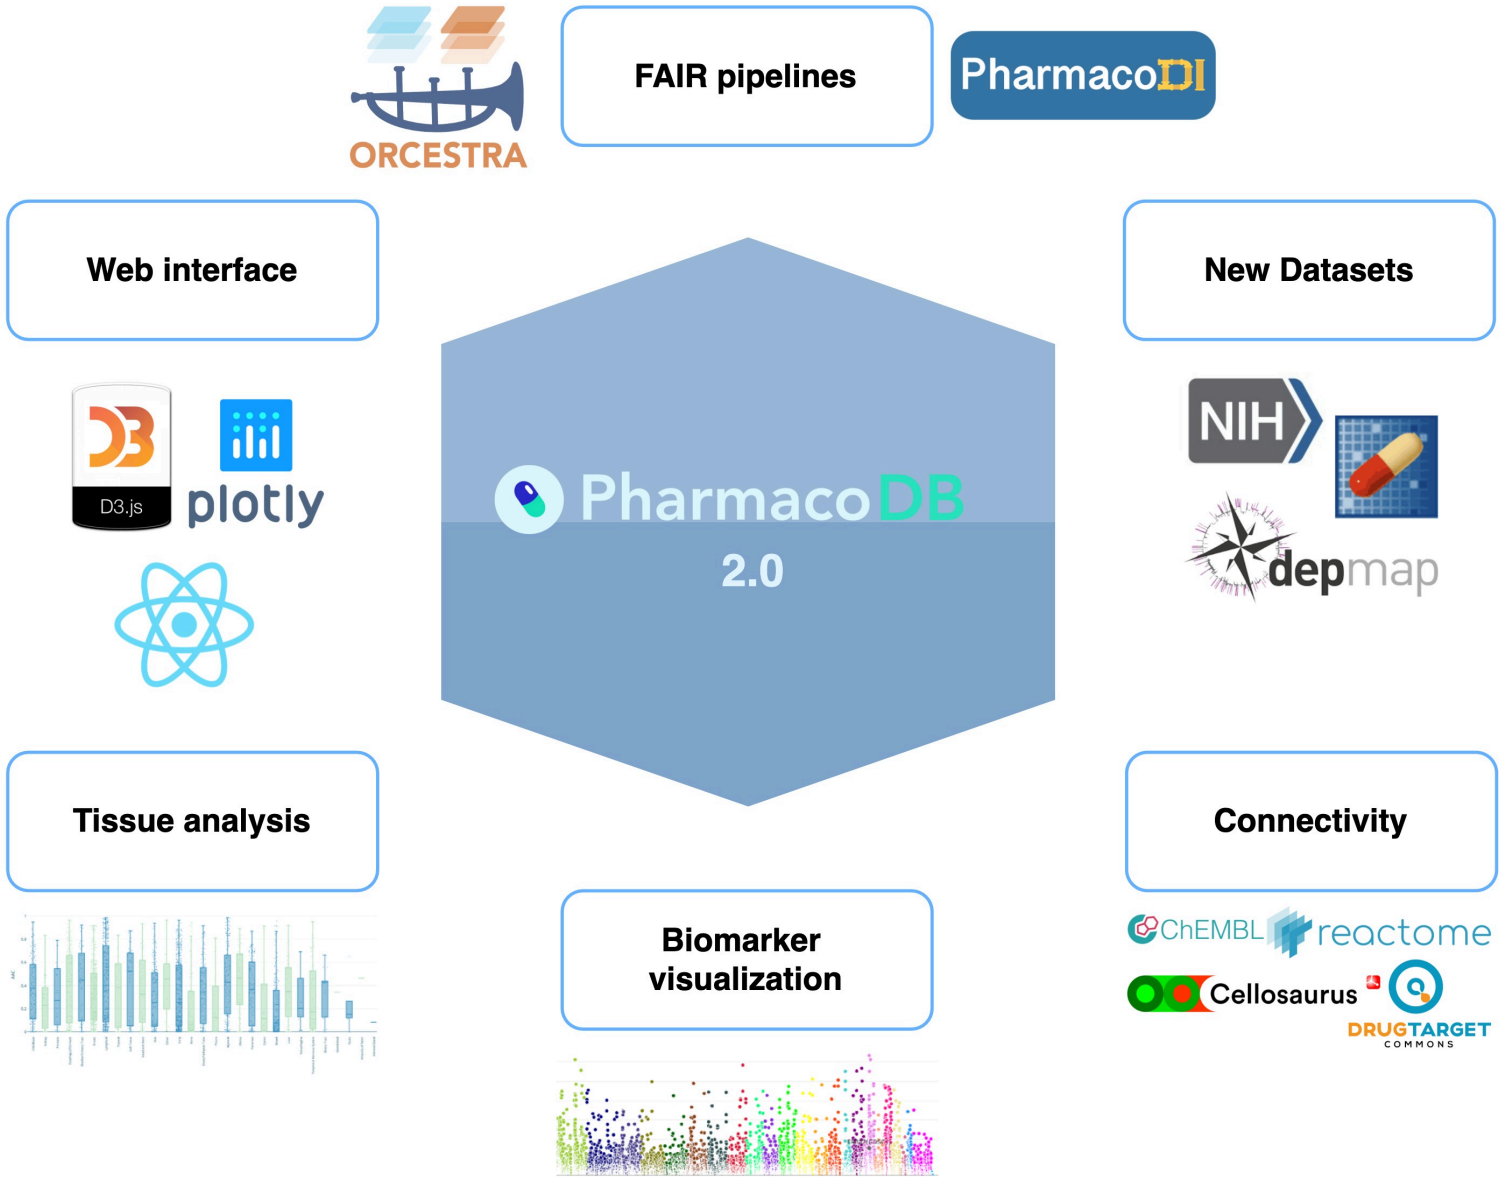 ORCESTRA
FAIR pipelines
PharmacoDI
Web interface
New Datasets
D3
D3.js
plotly
NIH
depmap
PharmacoDB
2.0
Tissue analysis
Connectivity
Biomarker
visualization
ChEMBL
reactome
Cellosaurus
DRUGTARGET
COMMONS